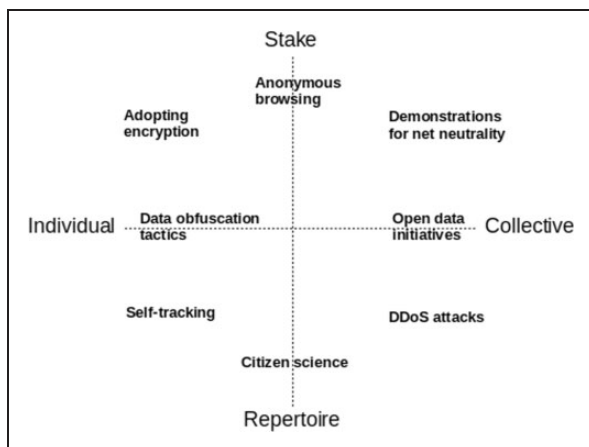 Stake
Anonymous
browsing
Adopting
encryption
Demonstrations
for net neutrality
Individual
Data obfuscation
tactics
Open data
initiatives
Collective
Self-tracking
DDoS attacks
Citizen science
Repertoire